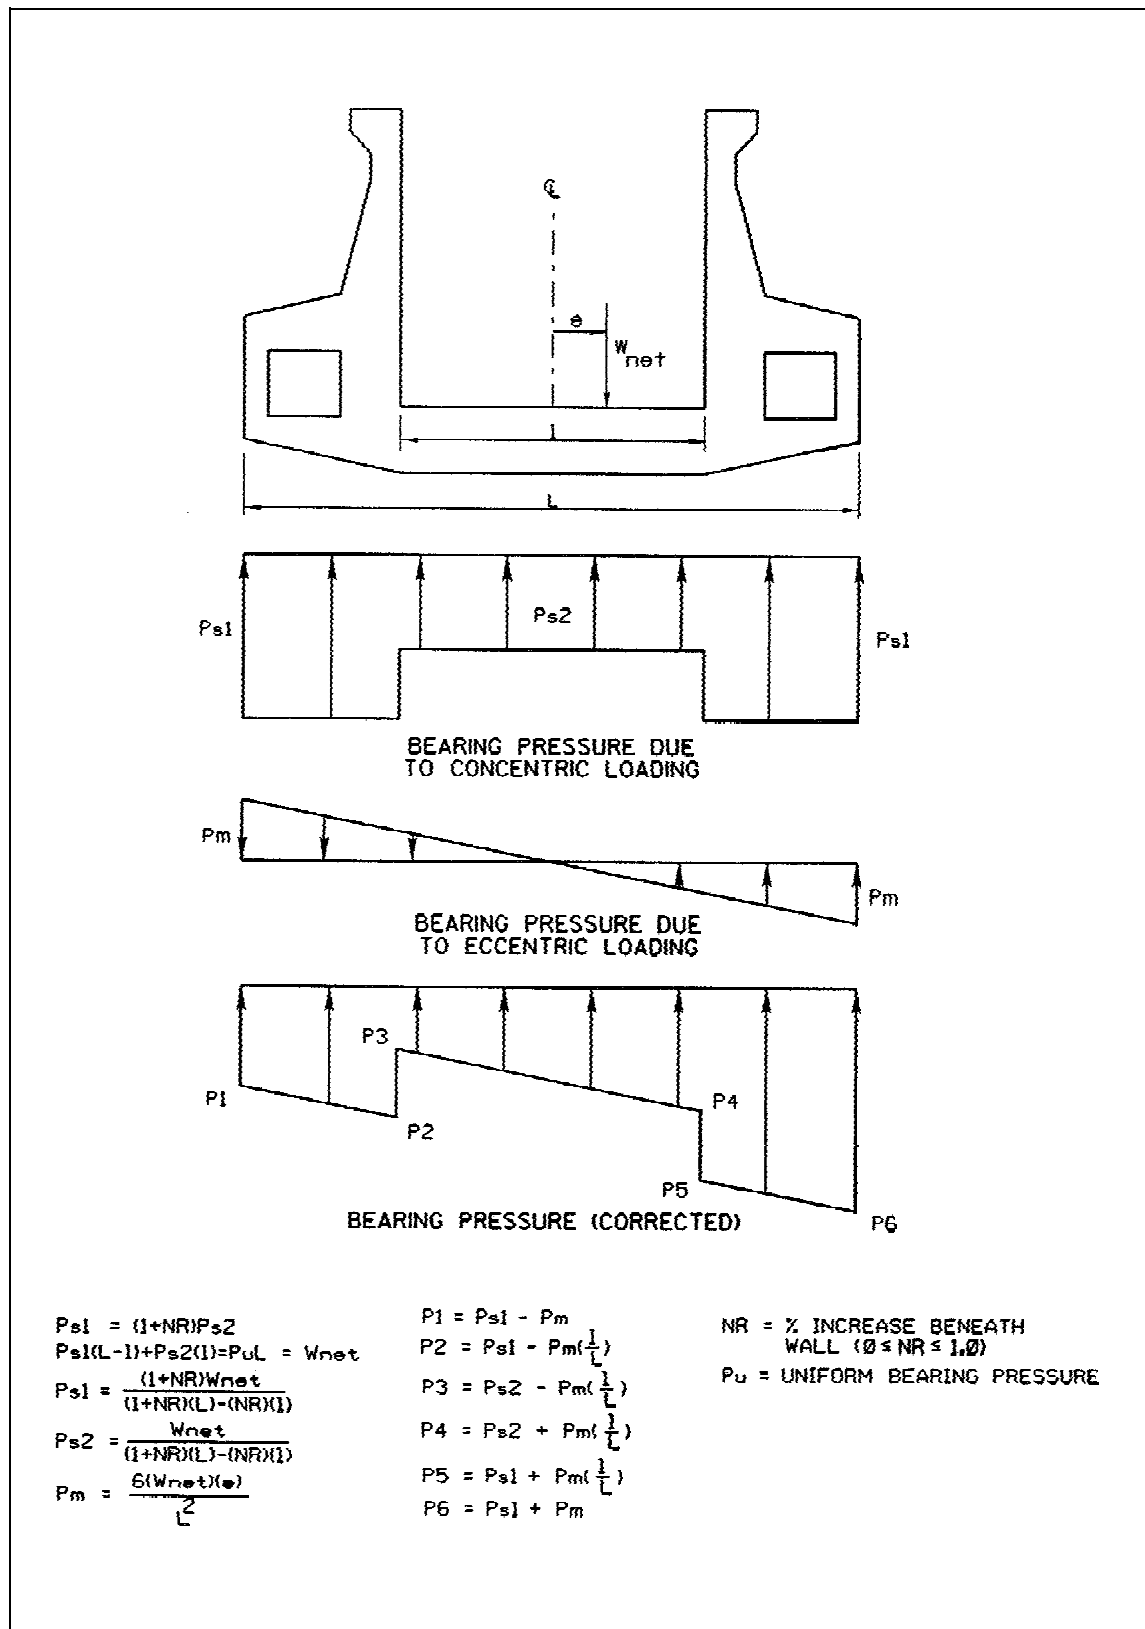 ℄
e
Wnet
l
L
Ps1
Ps2
Ps1
BEARING PRESSURE DUE
TO CONCENTRIC LOADING
Pm
Pm
BEARING PRESSURE DUE
TO ECCENTRIC LOADING
P3
P1
P4
P2
P5
P6
BEARING PRESSURE (CORRECTED)
Ps1 = (1+NR)Ps2
Ps1(L-l)+Ps2(l)=PuL = Wnet
Ps1 = (1+NR)Wnet / (1+NR)(L)-(NR)(l)
Ps2 = Wnet / (1+NR)(L)-(NR)(l)
Pm = 6(Wnet)(e) / L²
P1 = Ps1 - Pm
P2 = Ps1 - Pm(l/L)
P3 = Ps2 - Pm(l/L)
P4 = Ps2 + Pm(l/L)
P5 = Ps1 + Pm(l/L)
P6 = Ps1 + Pm
NR = % INCREASE BENEATH
WALL (0 ≤ NR ≤ 1.0)
Pu = UNIFORM BEARING PRESSURE